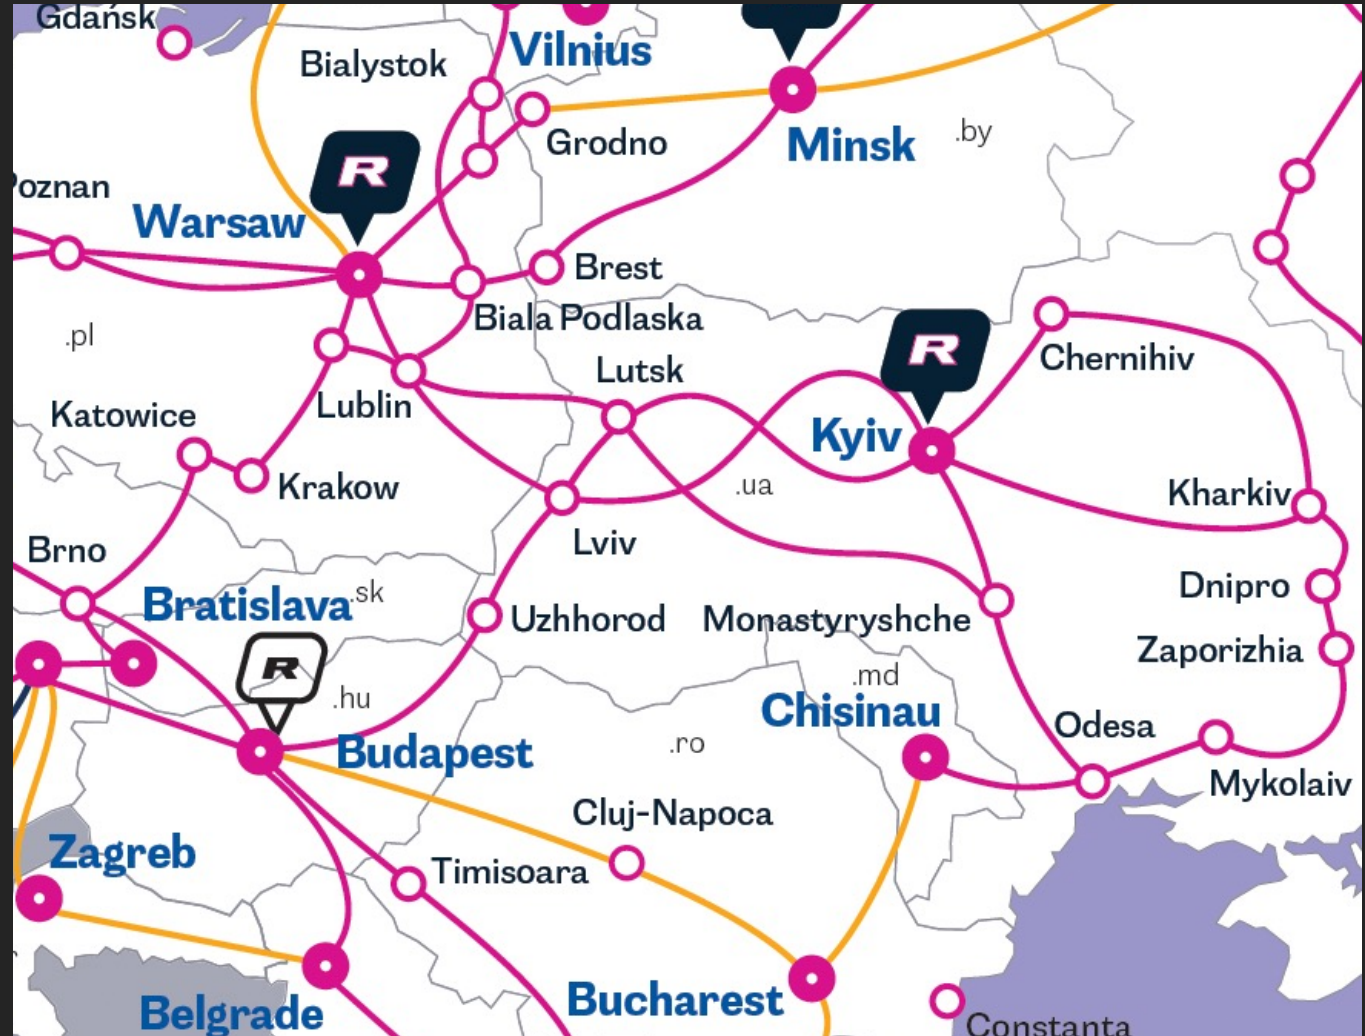 Gdańsk
Bialystok
Vilnius
Grodno
Minsk
.by
Poznan
Warsaw
R
Brest
Biala Podlaska
.pl
R
Chernihiv
Lutsk
Katowice
Lublin
Kyiv
Krakow
.ua
Kharkiv
Lviv
Brno
Bratislava
.sk
Uzhhorod
Monastyryshche
Dnipro
Zaporizhia
R
.hu
.md
Chisinau
Odesa
Budapest
.ro
Mykolaiv
Cluj-Napoca
Zagreb
Timisoara
Belgrade
Bucharest
Constanta